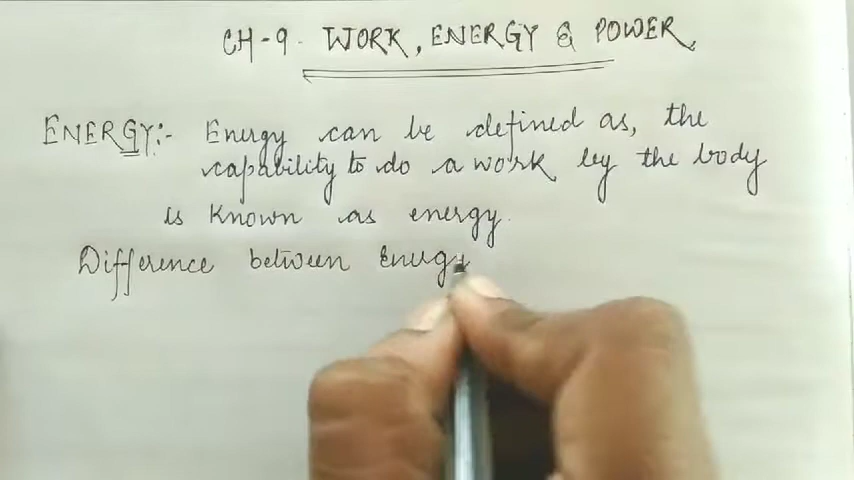 CH-9. WORK, ENERGY & POWER
ENERGY:- Energy can be defined as, the
capability to do a work by the body
is known as energy.
Difference between Energy